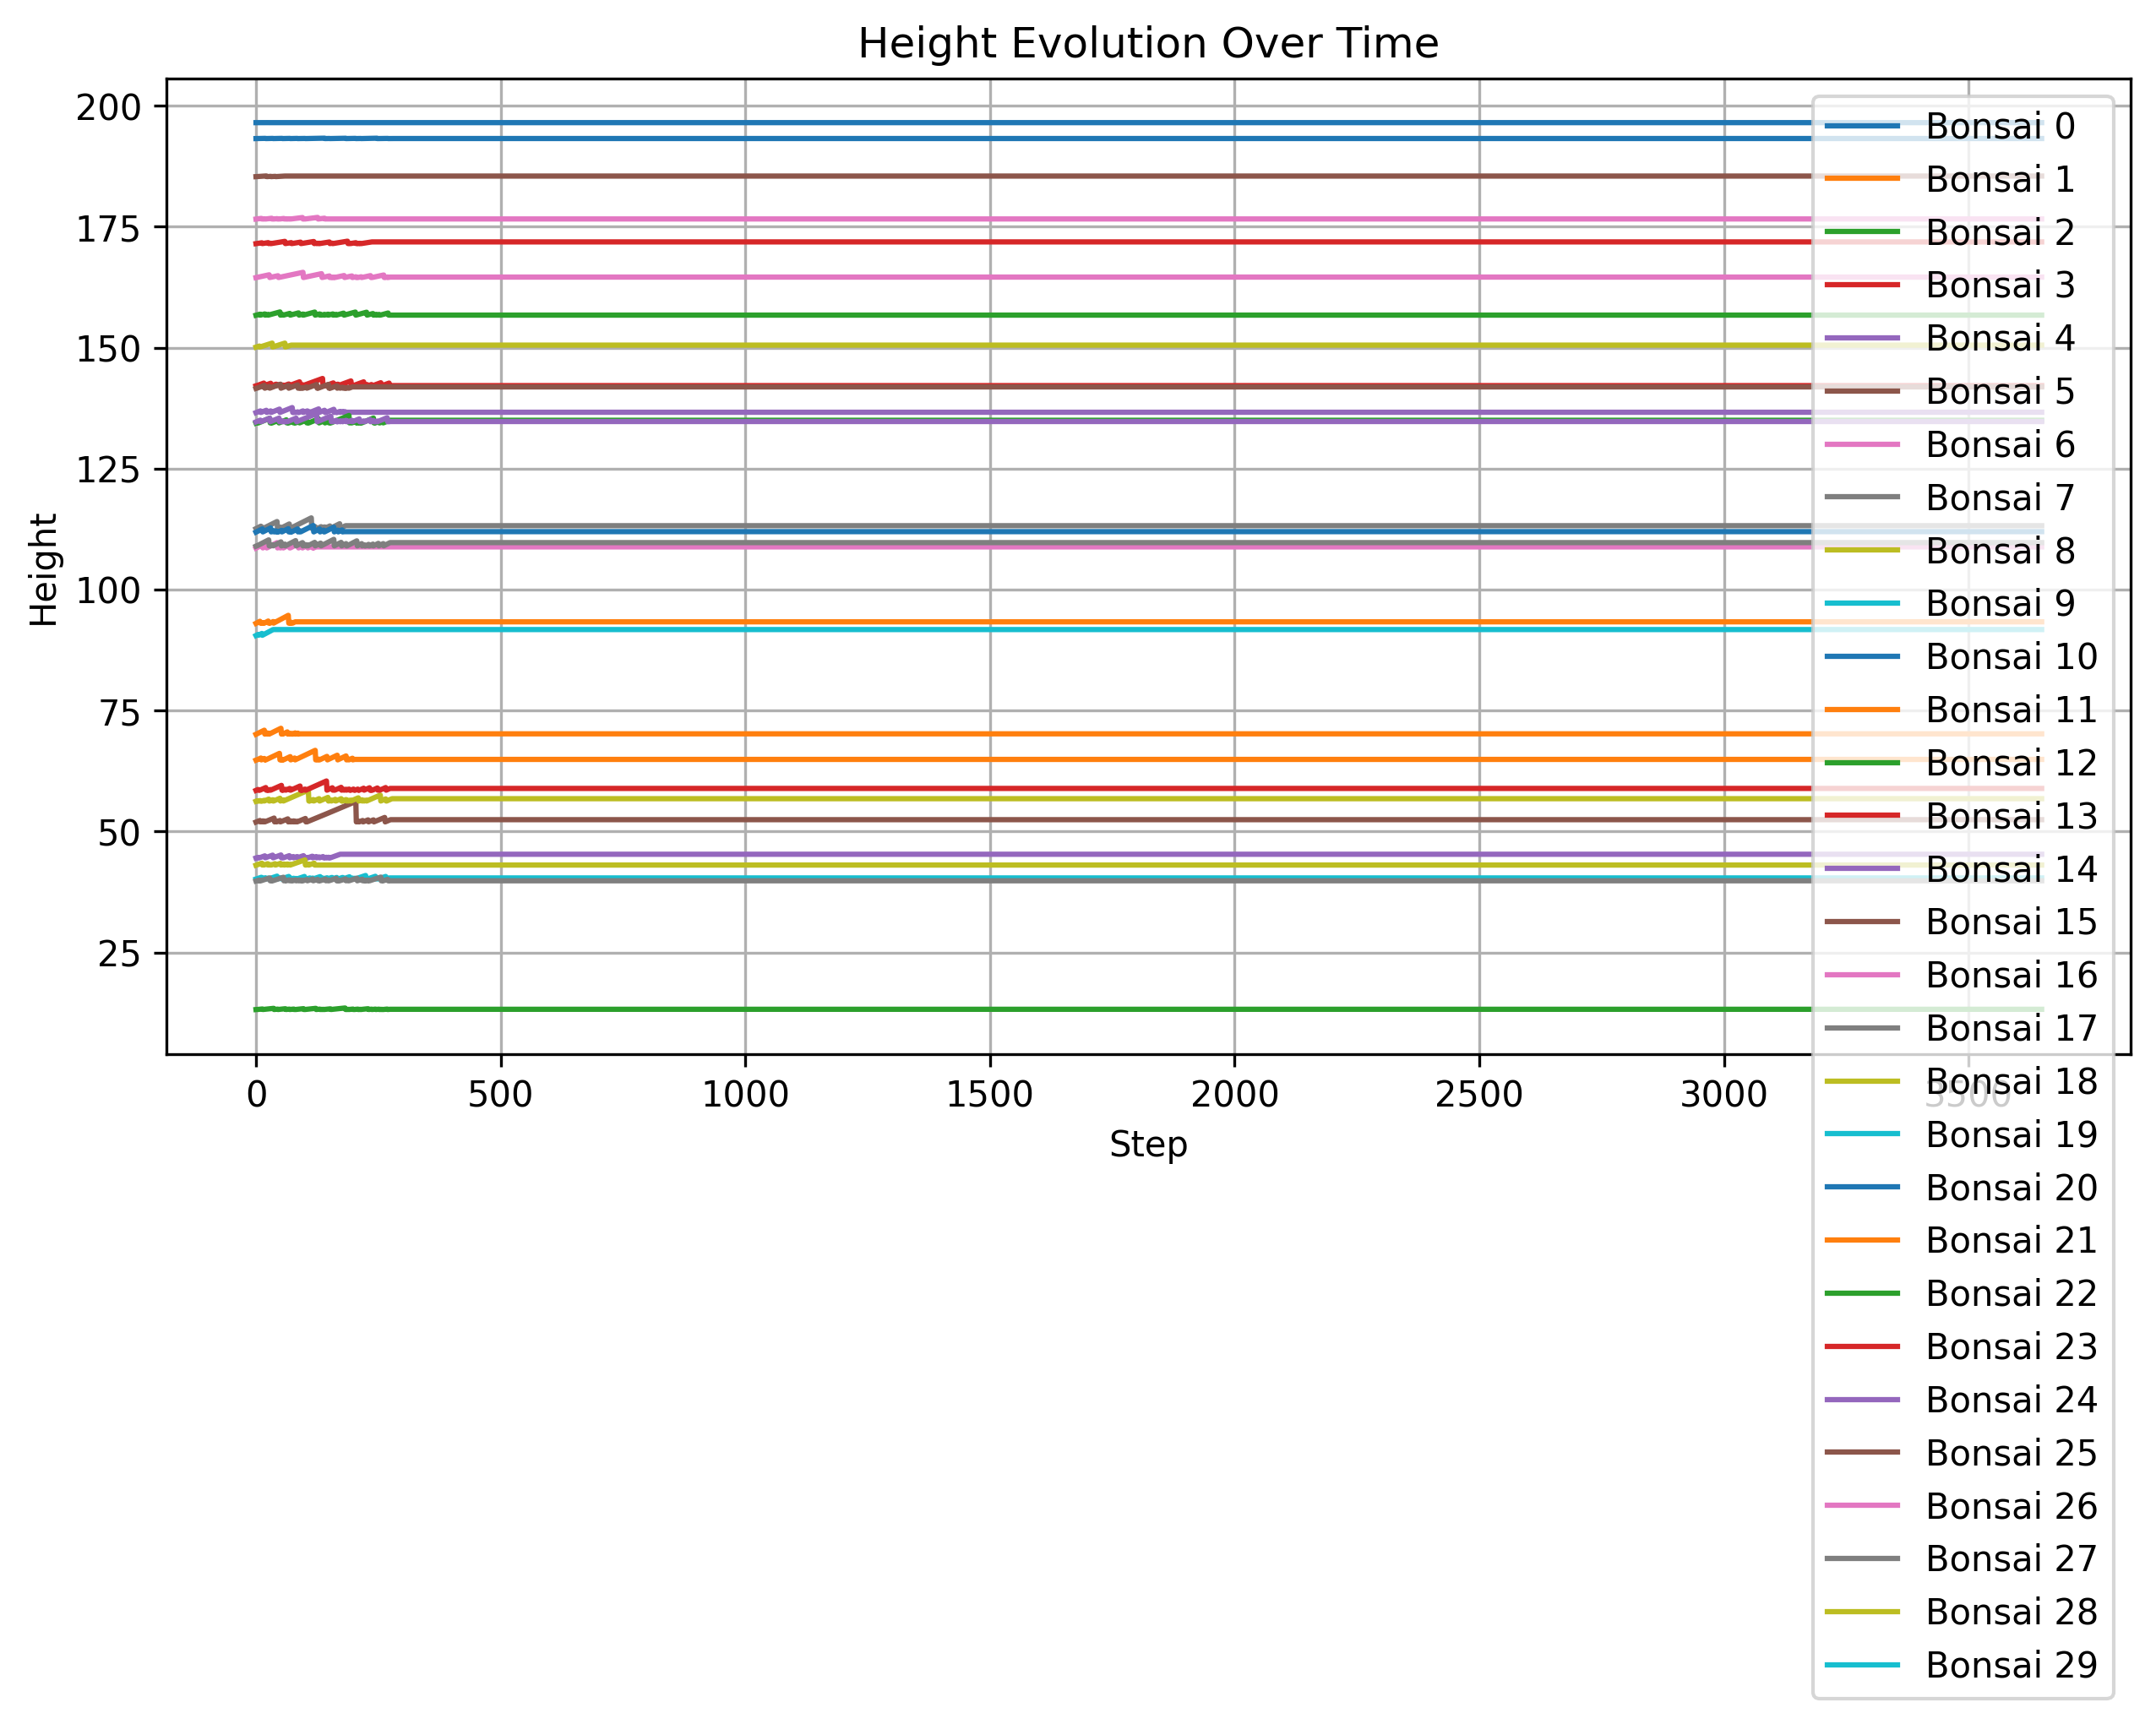 Height Evolution Over Time
Height
200
175
150
125
100
75
50
25
0
500
1000
1500
2000
2500
3000
3500
Step
Bonsai 0
Bonsai 1
Bonsai 2
Bonsai 3
Bonsai 4
Bonsai 5
Bonsai 6
Bonsai 7
Bonsai 8
Bonsai 9
Bonsai 10
Bonsai 11
Bonsai 12
Bonsai 13
Bonsai 14
Bonsai 15
Bonsai 16
Bonsai 17
Bonsai 18
Bonsai 19
Bonsai 20
Bonsai 21
Bonsai 22
Bonsai 23
Bonsai 24
Bonsai 25
Bonsai 26
Bonsai 27
Bonsai 28
Bonsai 29